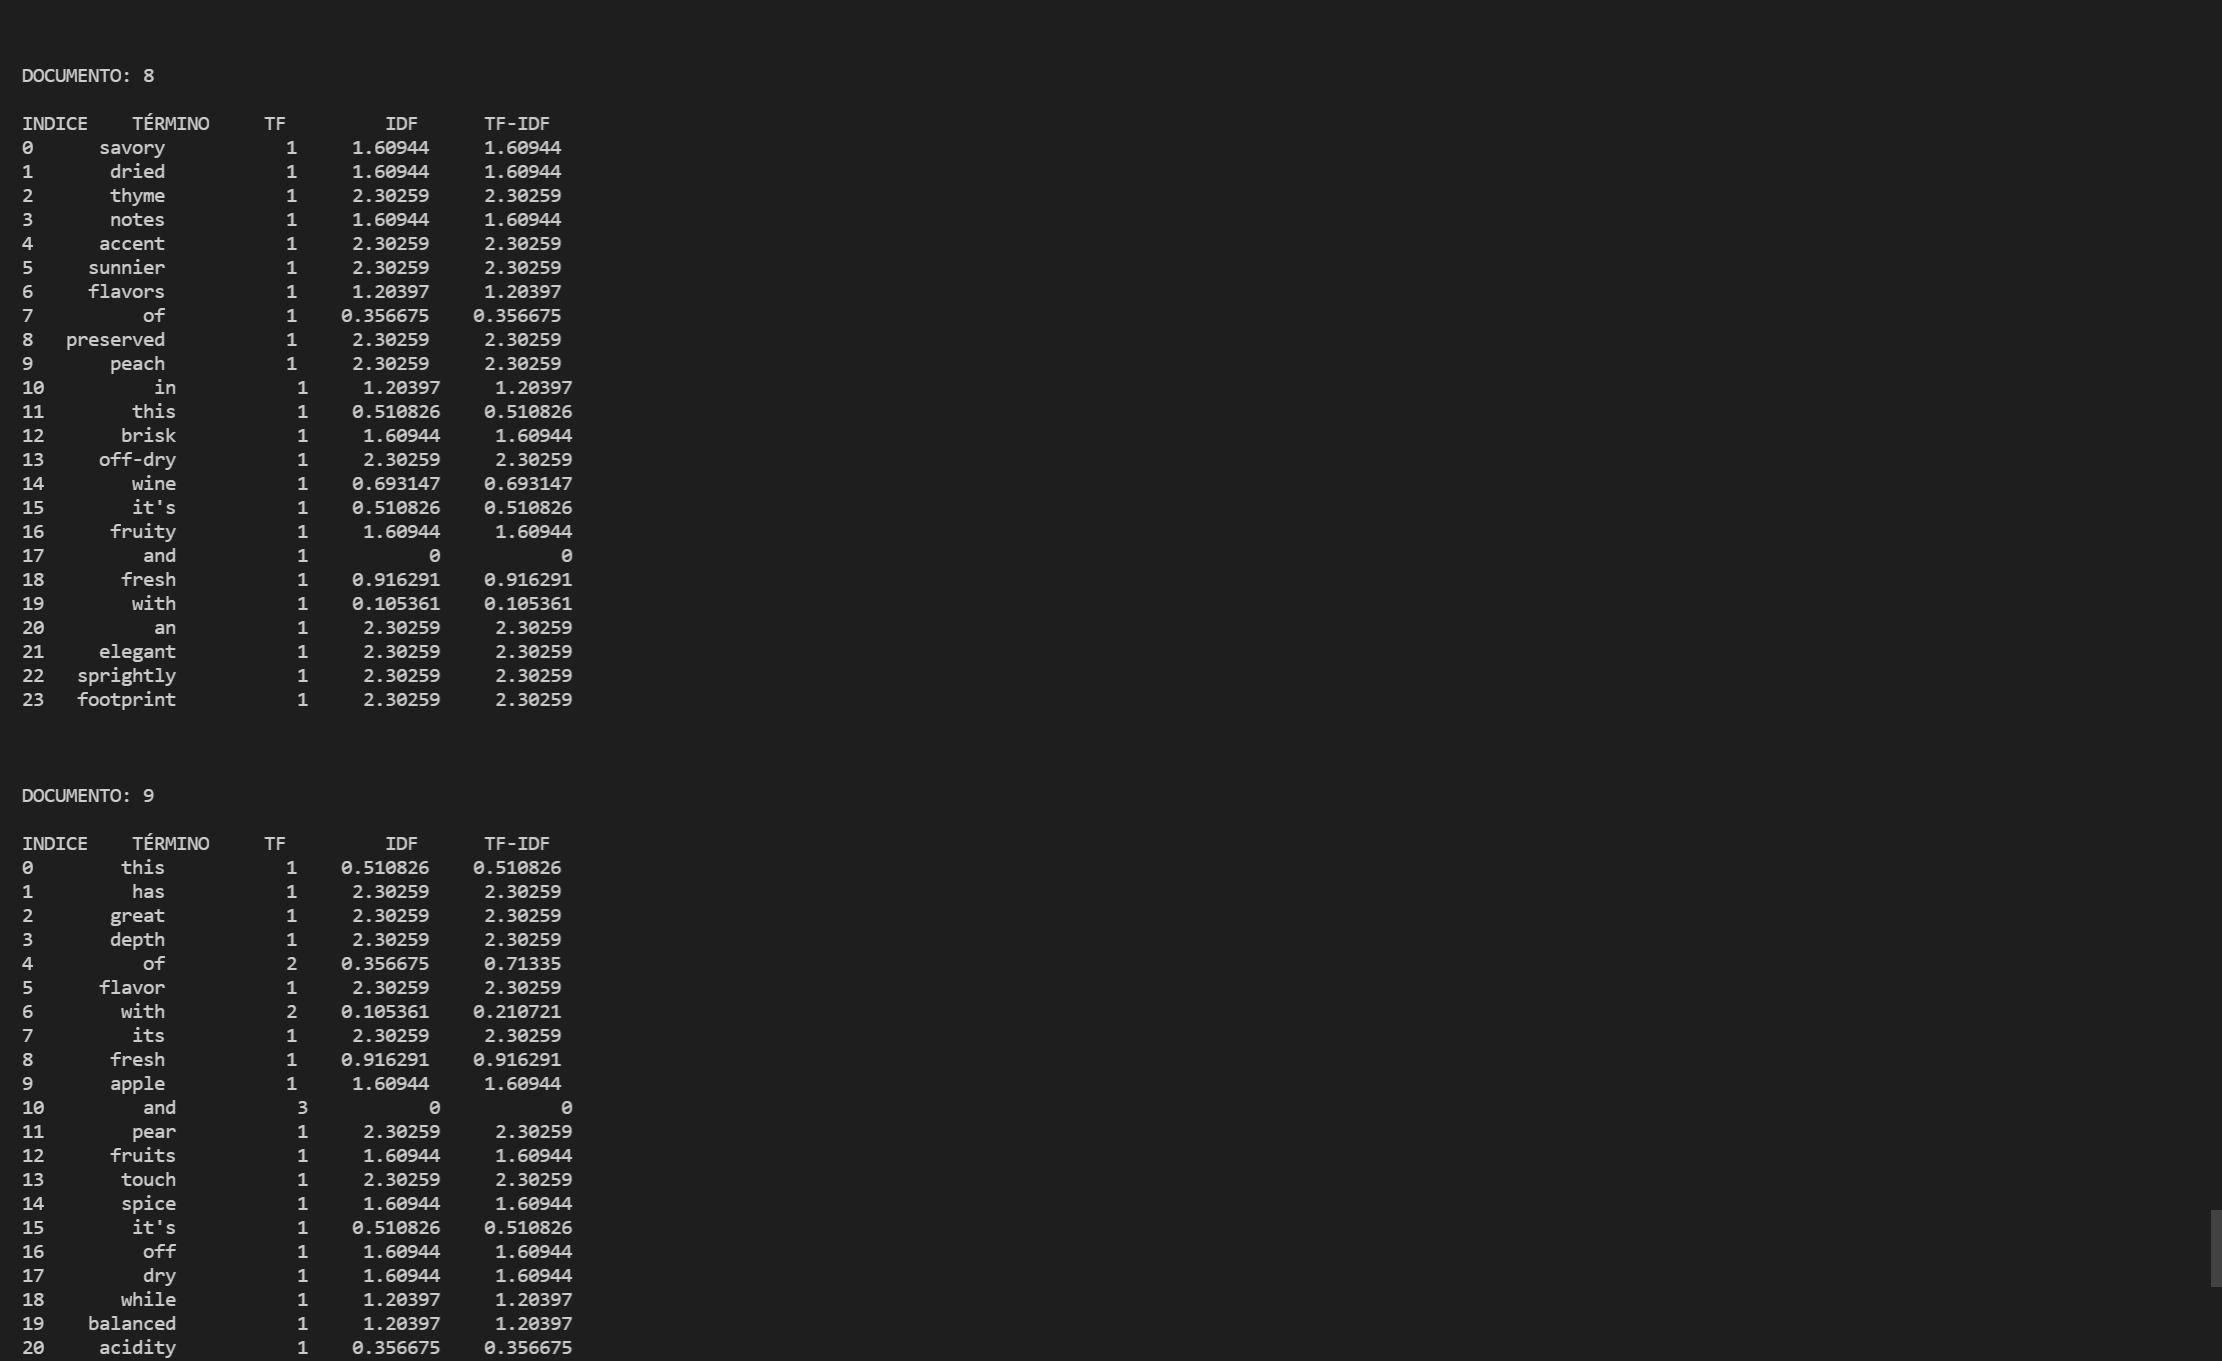 DOCUMENTO: 8
INDICE TÉRMINO TF IDF TF-IDF
0 savory 1 1.60944 1.60944
1 dried 1 1.60944 1.60944
2 thyme 1 2.30259 2.30259
3 notes 1 1.60944 1.60944
4 accent 1 2.30259 2.30259
5 sunnier 1 2.30259 2.30259
6 flavors 1 1.20397 1.20397
7 of 1 0.356675 0.356675
8 preserved 1 2.30259 2.30259
9 peach 1 2.30259 2.30259
10 in 1 1.20397 1.20397
11 this 1 0.510826 0.510826
12 brisk 1 1.60944 1.60944
13 off-dry 1 2.30259 2.30259
14 wine 1 0.693147 0.693147
15 it's 1 0.510826 0.510826
16 fruity 1 1.60944 1.60944
17 and 1 0 0
18 fresh 1 0.916291 0.916291
19 with 1 0.105361 0.105361
20 an 1 2.30259 2.30259
21 elegant 1 2.30259 2.30259
22 sprightly 1 2.30259 2.30259
23 footprint 1 2.30259 2.30259
DOCUMENTO: 9
INDICE TÉRMINO TF IDF TF-IDF
0 this 1 0.510826 0.510826
1 has 1 2.30259 2.30259
2 great 1 2.30259 2.30259
3 depth 1 2.30259 2.30259
4 of 2 0.356675 0.71335
5 flavor 1 2.30259 2.30259
6 with 2 0.105361 0.210721
7 its 1 2.30259 2.30259
8 fresh 1 0.916291 0.916291
9 apple 1 1.60944 1.60944
10 and 3 0 0
11 pear 1 2.30259 2.30259
12 fruits 1 1.60944 1.60944
13 touch 1 2.30259 2.30259
14 spice 1 1.60944 1.60944
15 it's 1 0.510826 0.510826
16 off 1 1.60944 1.60944
17 dry 1 1.60944 1.60944
18 while 1 1.20397 1.20397
19 balanced 1 1.20397 1.20397
20 acidity 1 0.356675 0.356675